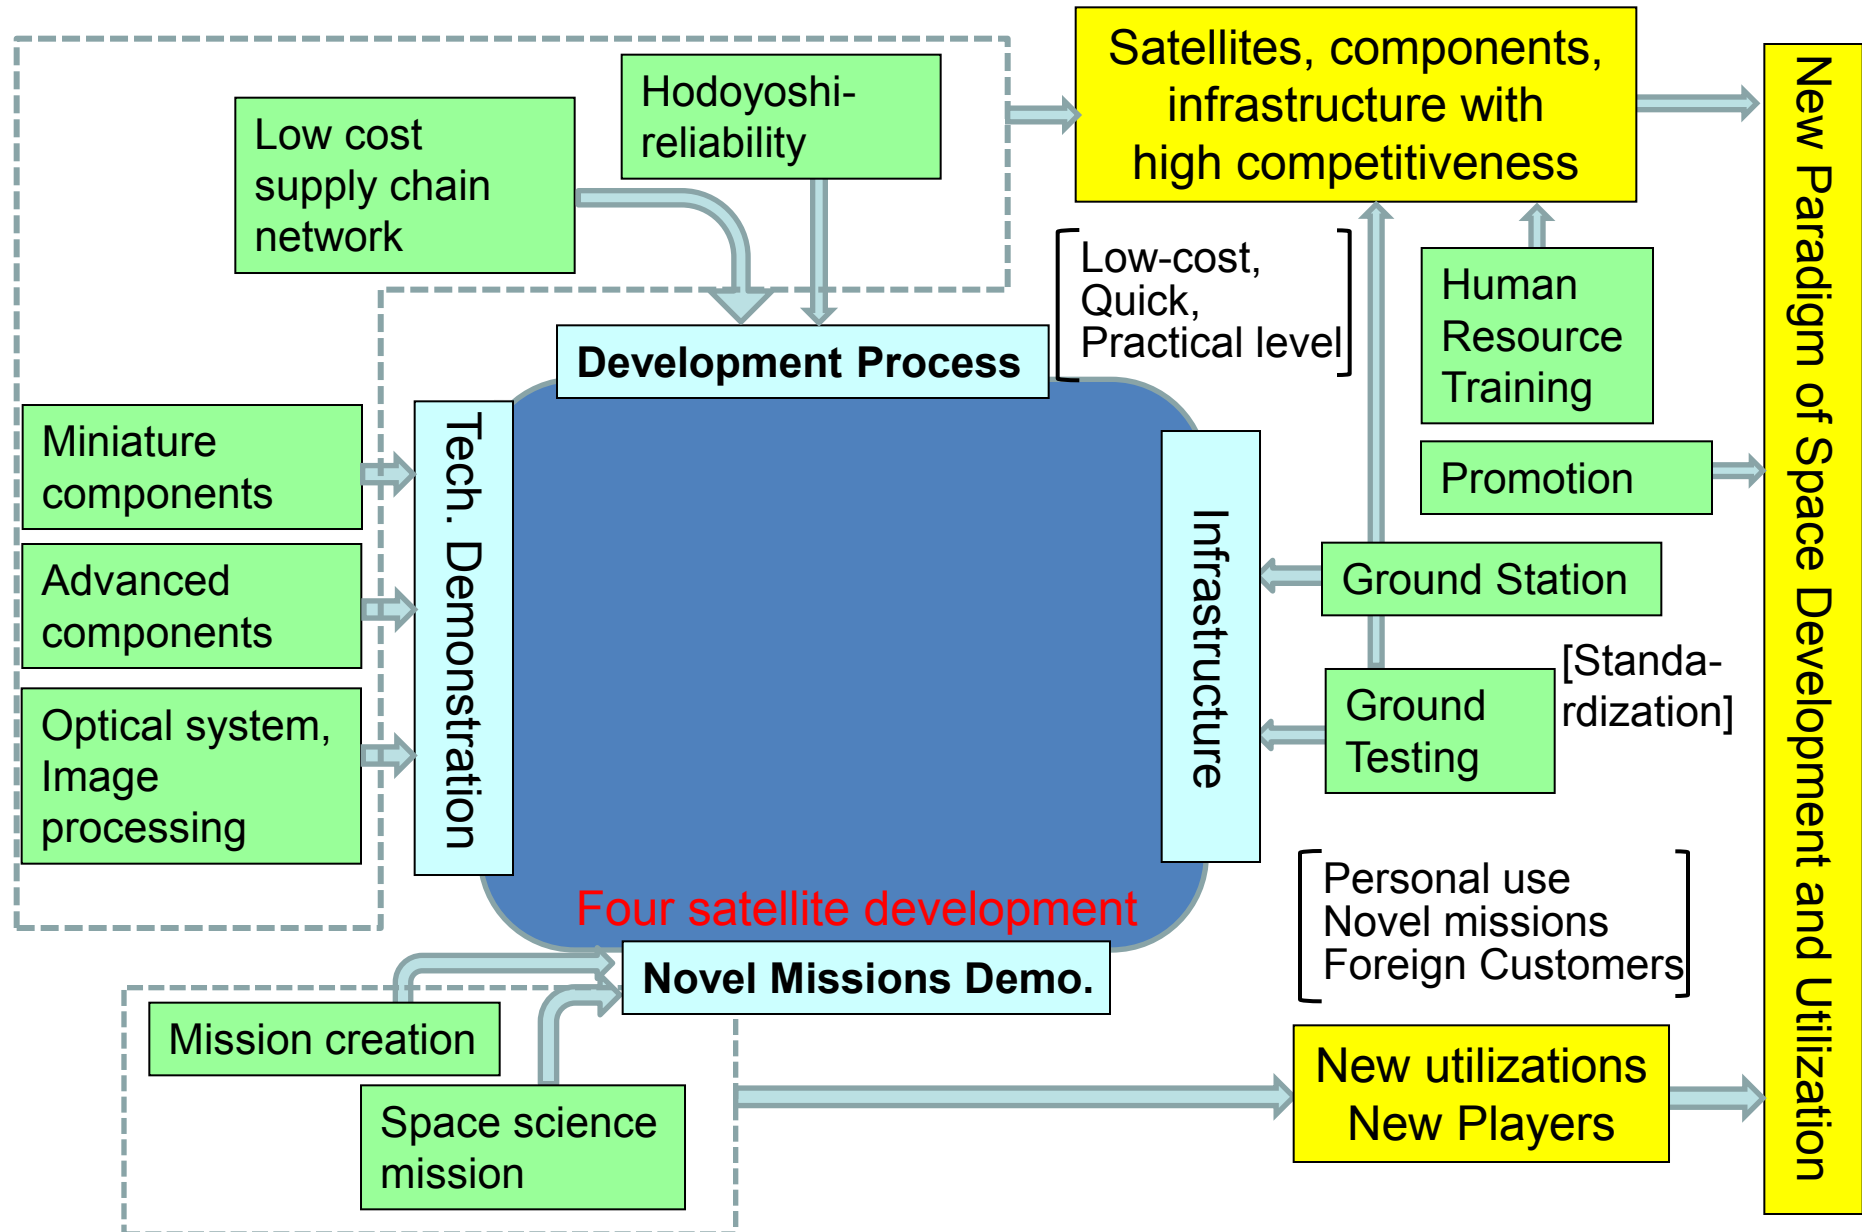 Satellites, components,
infrastructure with
high competitiveness
Hodoyoshi-
reliability
Low cost
supply chain
network
Low-cost,
Quick,
Practical level
Human
Resource
Training
Development Process
Miniature
components
Promotion
Advanced
components
Ground Station
[Standa-
rdization]
Optical system,
Image
processing
Ground
Testing
Tech. Demonstration
Infrastructure
New Paradigm of Space Development and Utilization
Four satellite development
Personal use
Novel missions
Foreign Customers
Novel Missions Demo.
Mission creation
Space science
mission
New utilizations
New Players